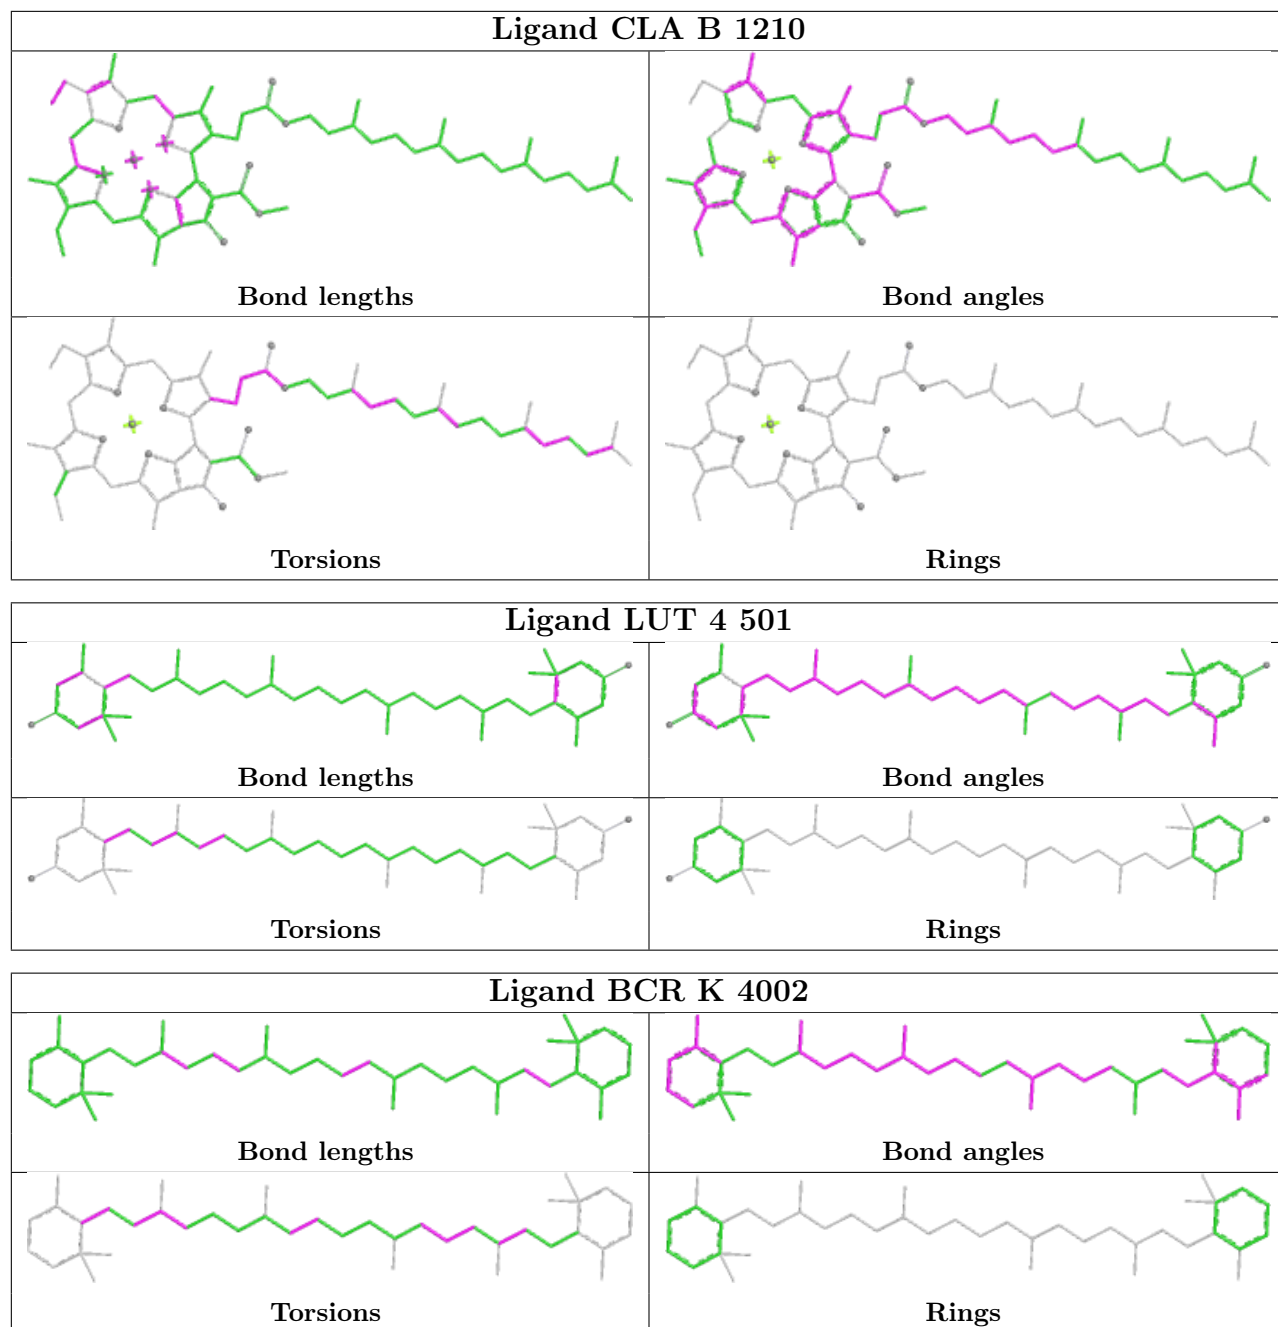 Ligand CLA B 1210
Bond lengths
Bond angles
Torsions
Rings
Ligand LUT 4 501
Bond lengths
Bond angles
Torsions
Rings
Ligand BCR K 4002
Bond lengths
Bond angles
Torsions
Rings